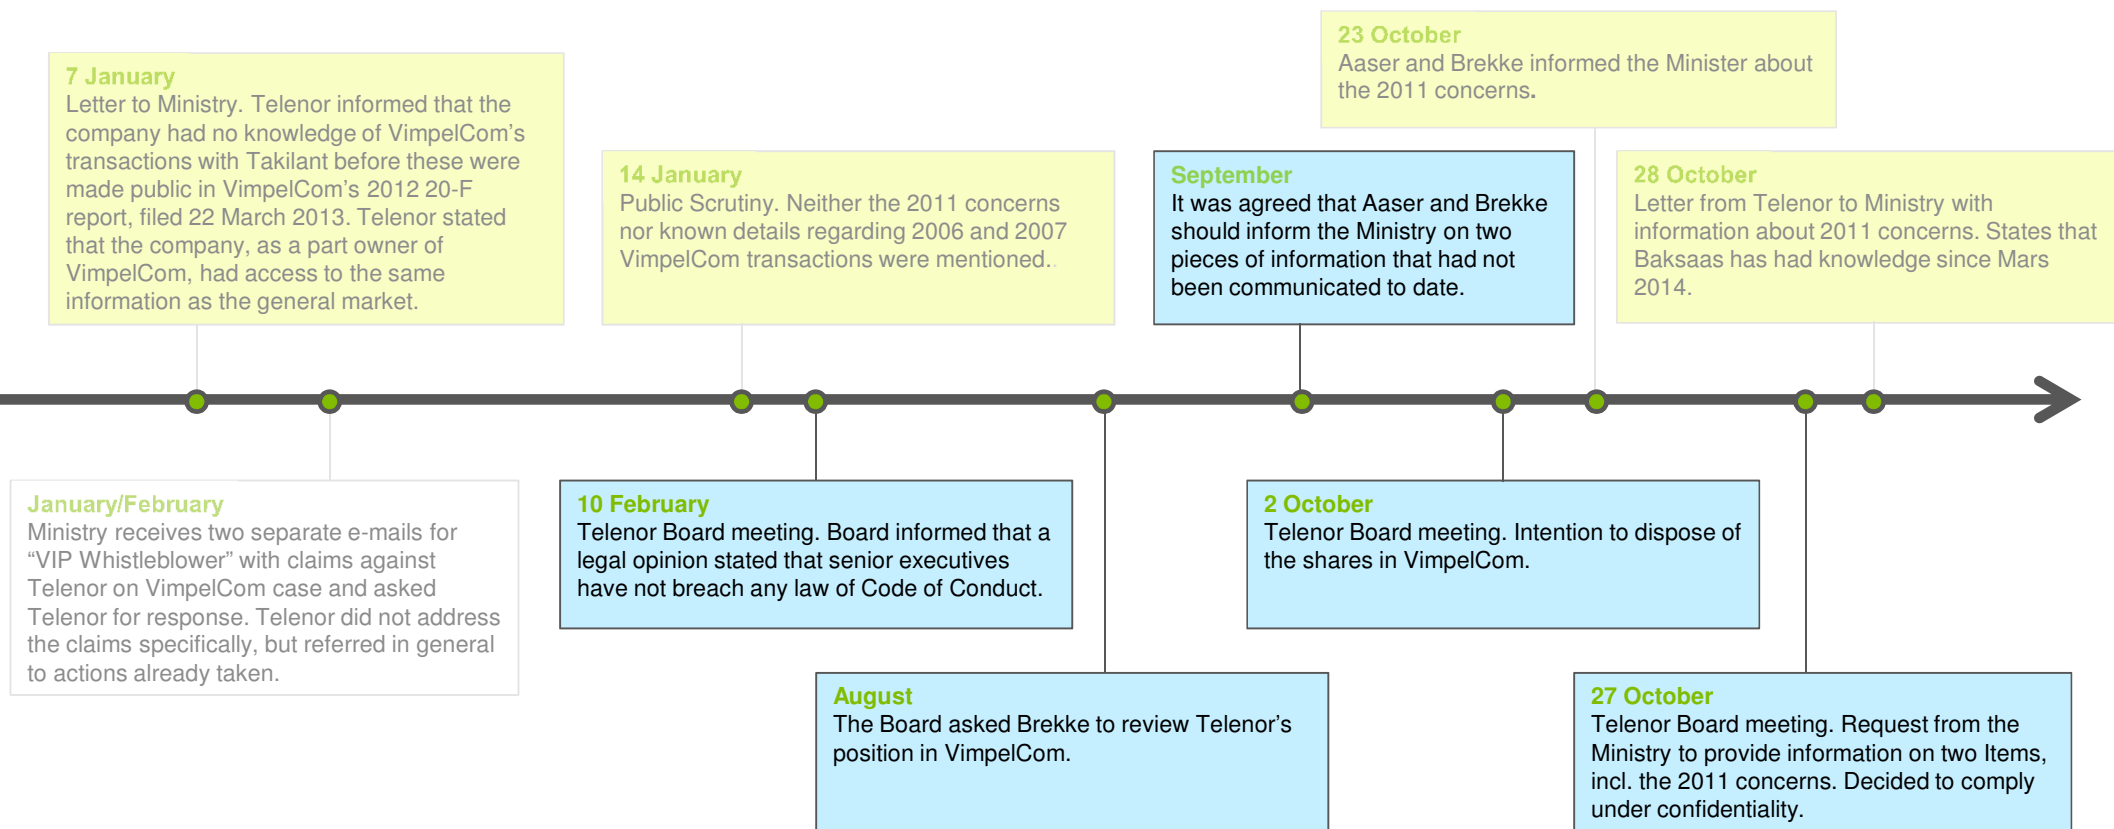 7 January
Letter to Ministry. Telenor informed that the
company had no knowledge of VimpelCom's
transactions with Takilant before these were
made public in VimpelCom's 2012 20-F
report, filed 22 March 2013. Telenor stated
that the company, as a part owner of
VimpelCom, had access to the same
information as the general market.
January/February
Ministry receives two separate e-mails for
“VIP Whistleblower” with claims against
Telenor on VimpelCom case and asked
Telenor for response. Telenor did not address
the claims specifically, but referred in general
to actions already taken.
14 January
Public Scrutiny. Neither the 2011 concerns
nor known details regarding 2006 and 2007
VimpelCom transactions were mentioned..
10 February
Telenor Board meeting. Board informed that a
legal opinion stated that senior executives
have not breach any law of Code of Conduct.
August
The Board asked Brekke to review Telenor's
position in VimpelCom.
September
It was agreed that Aaser and Brekke
should inform the Ministry on two
pieces of information that had not
been communicated to date.
2 October
Telenor Board meeting. Intention to dispose of
the shares in VimpelCom.
23 October
Aaser and Brekke informed the Minister about
the 2011 concerns.
27 October
Telenor Board meeting. Request from the
Ministry to provide information on two Items,
incl. the 2011 concerns. Decided to comply
under confidentiality.
28 October
Letter from Telenor to Ministry with
information about 2011 concerns. States that
Baksaas has had knowledge since Mars
2014.